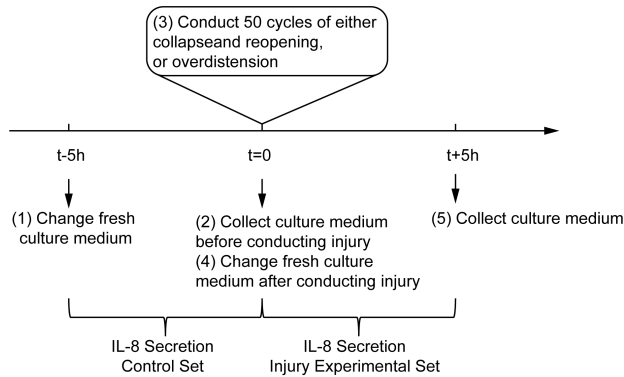 (3) Conduct 50 cycles of either
collapseand reopening,
or overdistension
t-5h
t=0
t+5h
(1) Change fresh
culture medium
(2) Collect culture medium
before conducting injury
(4) Change fresh culture
medium after conducting injury
(5) Collect culture medium
IL-8 Secretion
Control Set
IL-8 Secretion
Injury Experimental Set